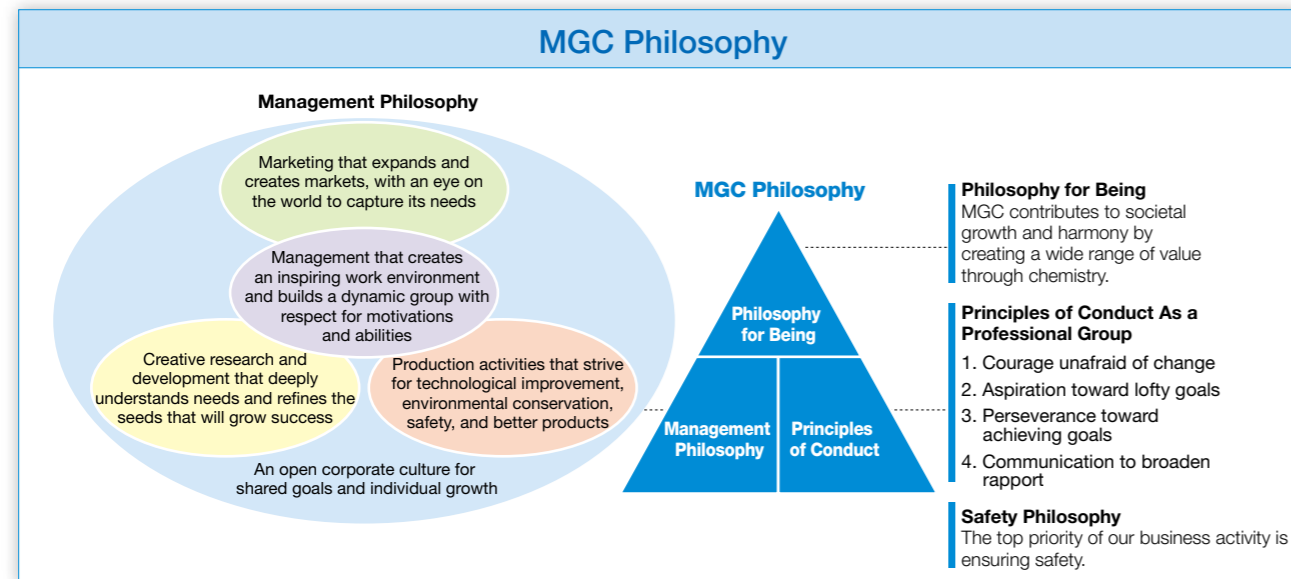 MGC Philosophy
Management Philosophy
Marketing that expands and
creates markets, with an eye on
the world to capture its needs
Management that creates
an inspiring work environment
and builds a dynamic group with
respect for motivations
and abilities
Creative research and
development that deeply
understands needs and refines the
seeds that will grow success
Production activities that strive
for technological improvement,
environmental conservation,
safety, and better products
An open corporate culture for
shared goals and individual growth
MGC Philosophy
Philosophy
for Being
Management
Philosophy
Principles
of Conduct
Philosophy for Being
MGC contributes to societal
growth and harmony by
creating a wide range of value
through chemistry.
Principles of Conduct As a
Professional Group
1. Courage unafraid of change
2. Aspiration toward lofty goals
3. Perseverance toward
achieving goals
4. Communication to broaden
rapport
Safety Philosophy
The top priority of our business activity is
ensuring safety.